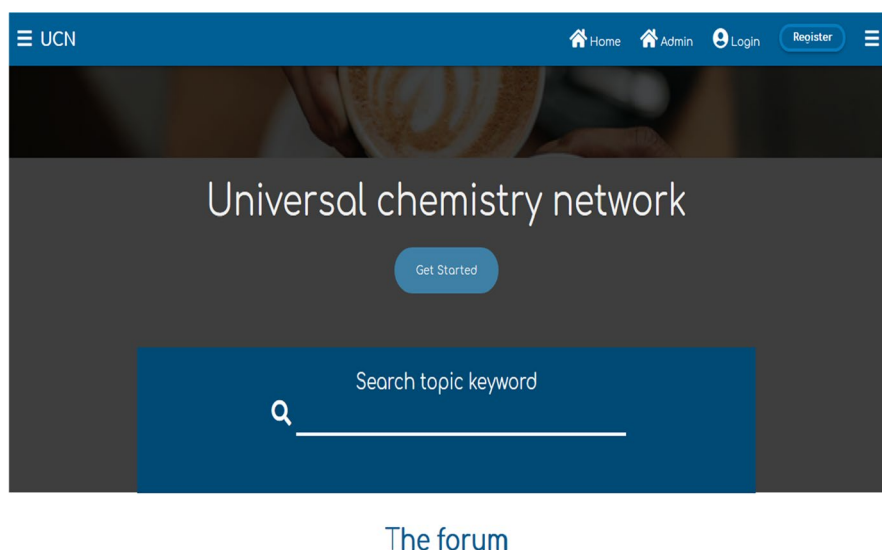 UCN Home Admin Login Register
Universal chemistry network
Get Started
Search topic keyword
The forum